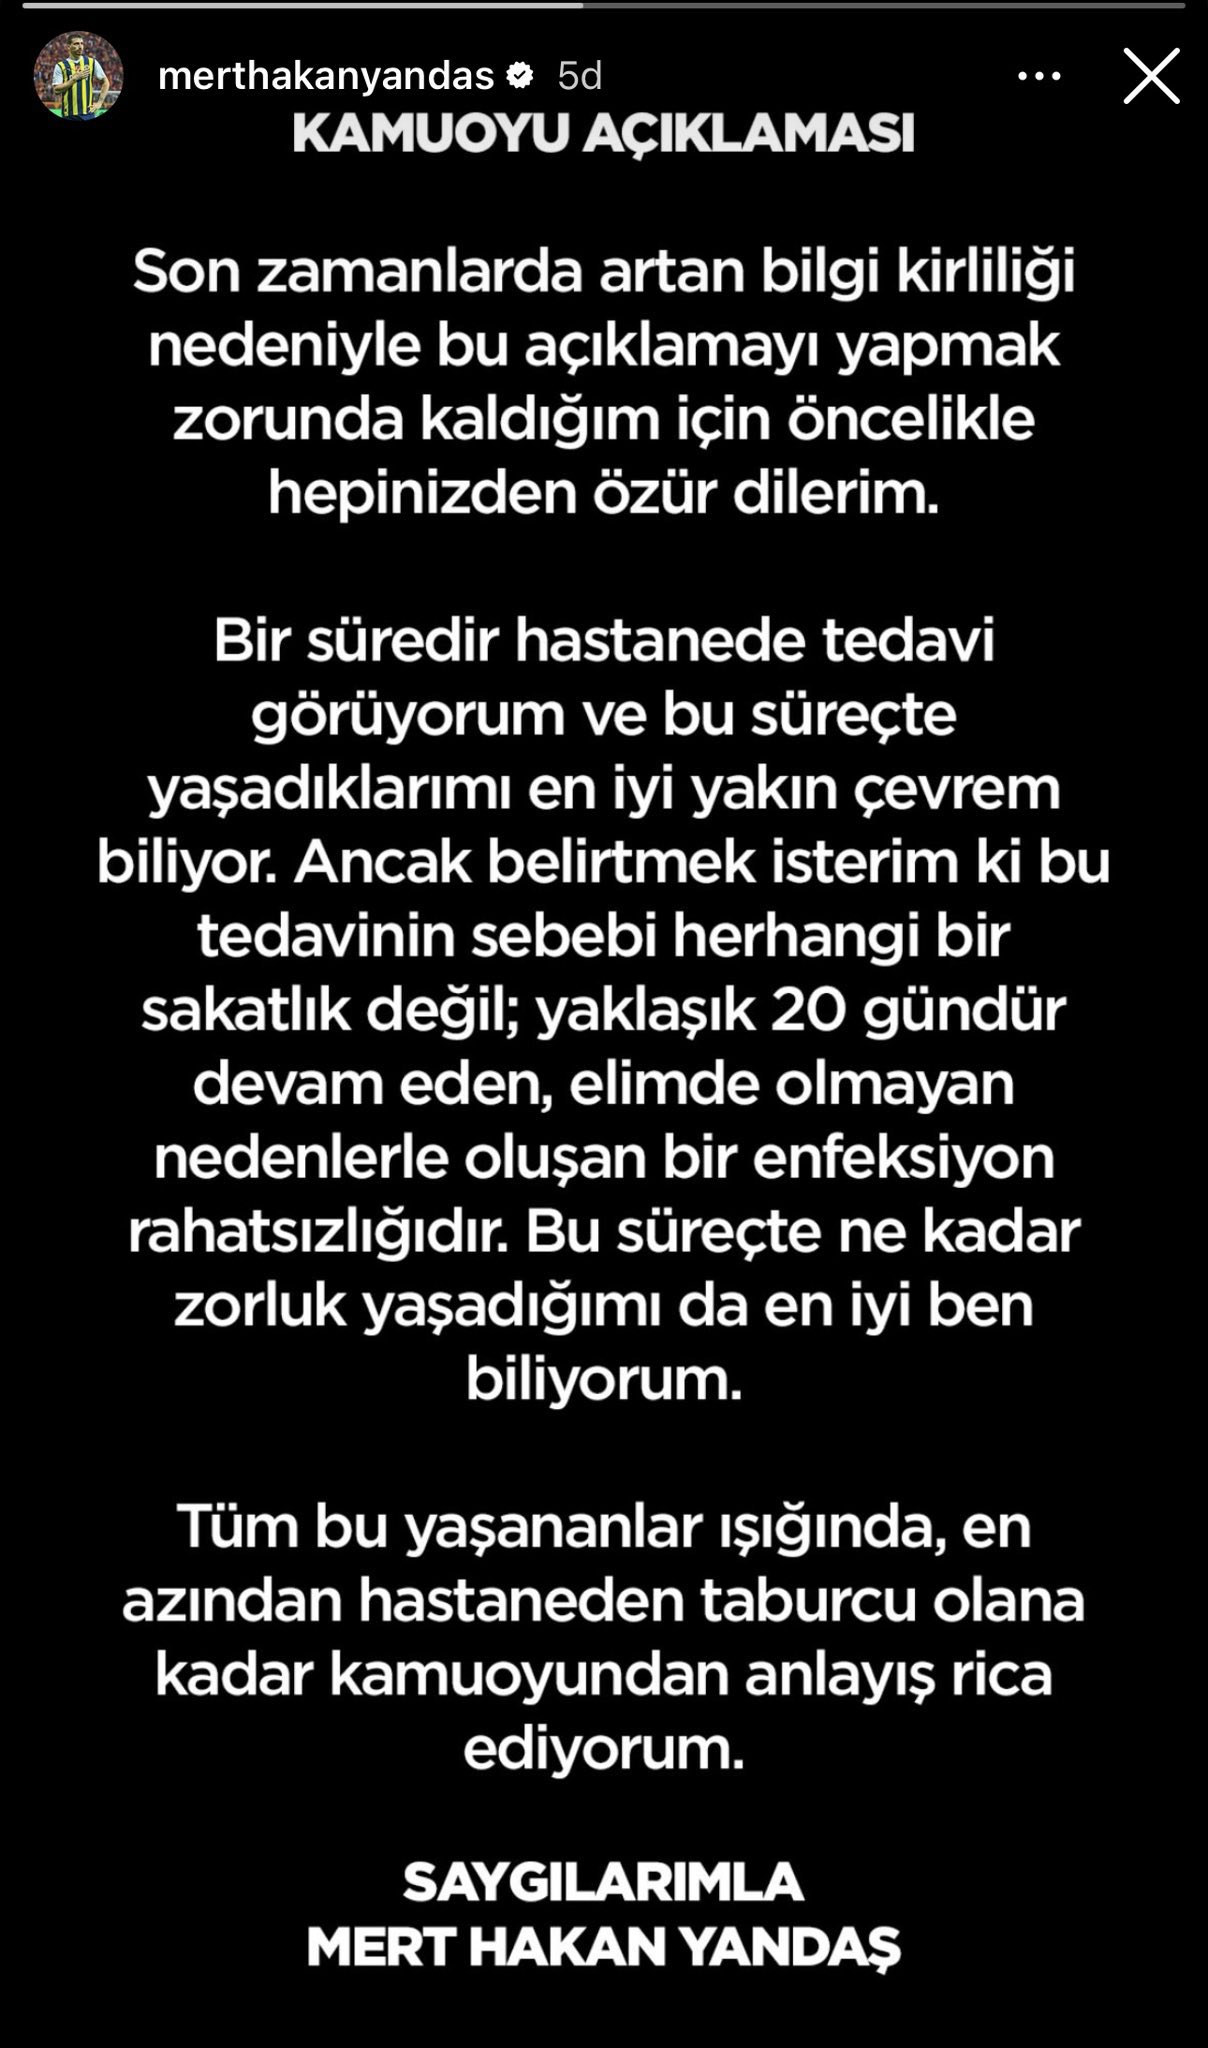 merthakanyandas 5d
KAMUOYU AÇIKLAMASI
Son zamanlarda artan bilgi kirliliği
nedeniyle bu açıklamayı yapmak
zorunda kaldığım için öncelikle
hepinizden özür dilerim.
Bir süredir hastanede tedavi
görüyorum ve bu süreçte
yaşadıklarımı en iyi yakın çevrem
biliyor. Ancak belirtmek isterim ki bu
tedavinin sebebi herhangi bir
sakatlık değil; yaklaşık 20 gündür
devam eden, elimde olmayan
nedenlerle oluşan bir enfeksiyon
rahatsızlığıdır. Bu süreçte ne kadar
zorluk yaşadığımı da en iyi ben
biliyorum.
Tüm bu yaşananlar ışığında, en
azından hastaneden taburcu olana
kadar kamuoyundan anlayış rica
ediyorum.
SAYGILARIMLA
MERT HAKAN YANDAŞ